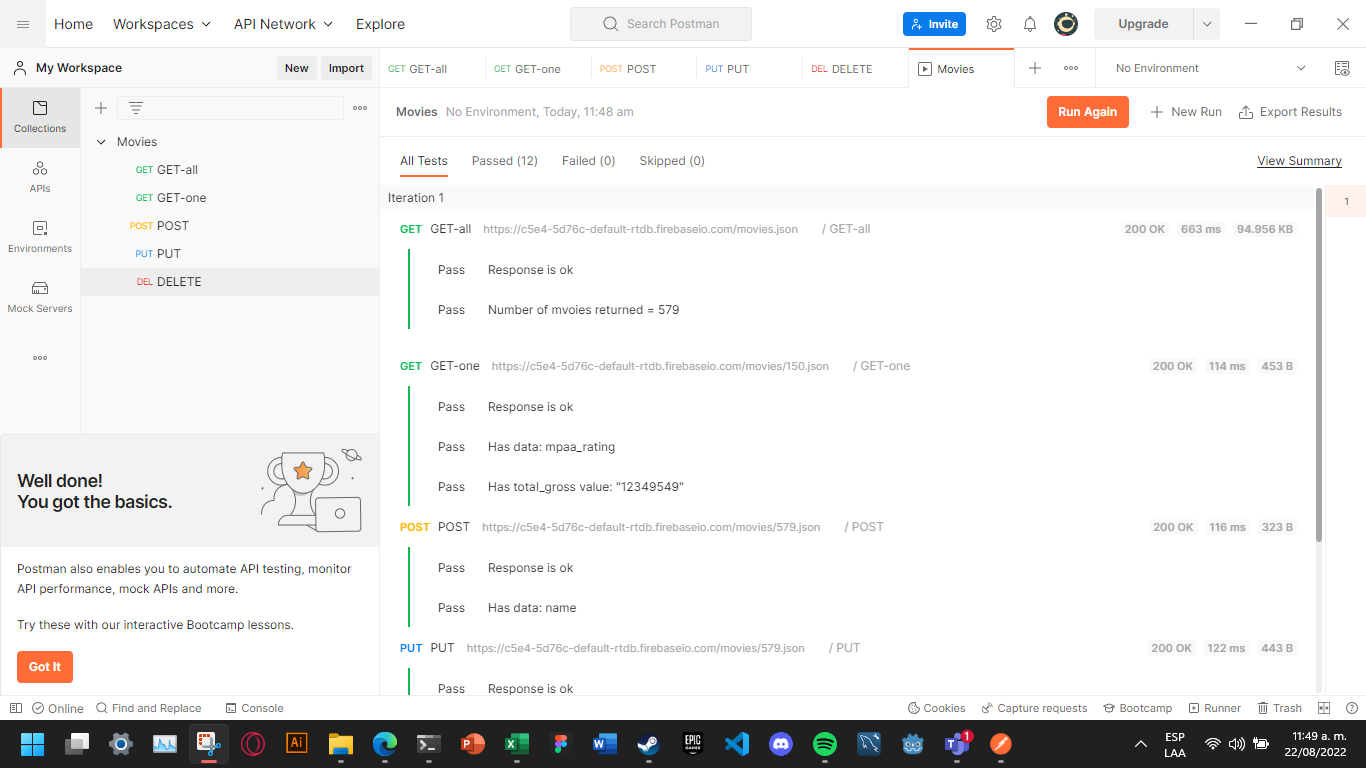 Home Workspaces API Network Explore Search Postman Invite Upgrade
My Workspace New Import GET GET-all GET GET-one POST POST PUT PUT DEL DELETE Movies No Environment
Collections
APIs
Environments
Mock Servers
Movies
GET GET-all
GET GET-one
POST POST
PUT PUT
DEL DELETE
Well done!
You got the basics.
Postman also enables you to automate API testing, monitor
API performance, mock APIs and more.
Try these with our interactive Bootcamp lessons.
Got It
Movies No Environment, Today, 11:48 am Run Again New Run Export Results
All Tests Passed (12) Failed (0) Skipped (0) View Summary
Iteration 1 1
GET GET-all https://c5e4-5d76c-default-rtdb.firebaseio.com/movies.json / GET-all 200 OK 663 ms 94.956 KB
Pass Response is ok
Pass Number of mvoies returned = 579
GET GET-one https://c5e4-5d76c-default-rtdb.firebaseio.com/movies/150.json / GET-one 200 OK 114 ms 453 B
Pass Response is ok
Pass Has data: mpaa_rating
Pass Has total_gross value: "12349549"
POST POST https://c5e4-5d76c-default-rtdb.firebaseio.com/movies/579.json / POST 200 OK 116 ms 323 B
Pass Response is ok
Pass Has data: name
PUT PUT https://c5e4-5d76c-default-rtdb.firebaseio.com/movies/579.json / PUT 200 OK 122 ms 443 B
Pass Response is ok
Online Find and Replace Console Cookies Capture requests Bootcamp Runner Trash
Ai EPIC GAMES 1
ESP
LAA
11:49 a. m.
22/08/2022